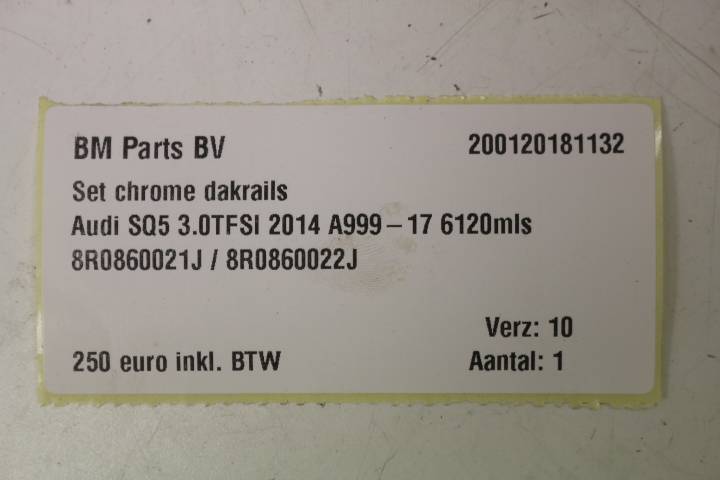 BM Parts BV 200120181132
Set chrome dakrails
Audi SQ5 3.0TFSI 2014 A999 – 17 6120mls
8R0860021J / 8R0860022J
Verz: 10
250 euro inkl. BTW Aantal: 1